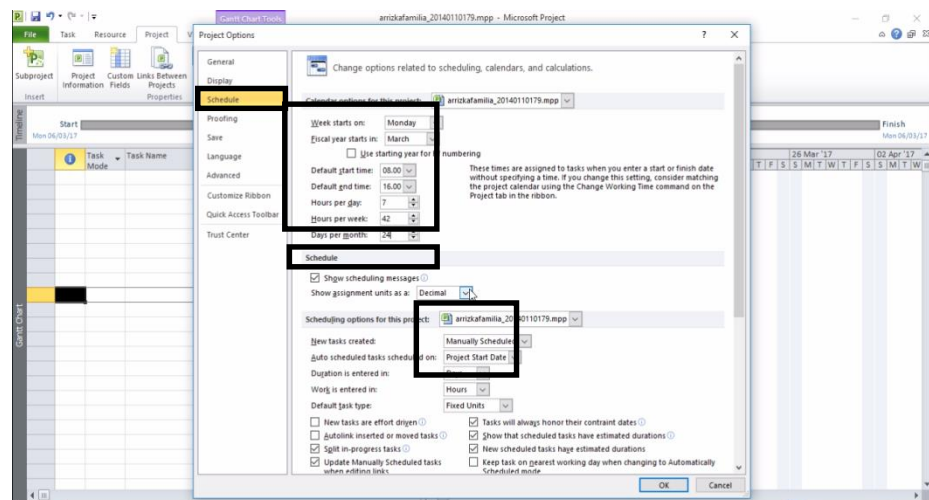 Gantt Chart Tools
arrizkafamilia_20140110179.mpp - Microsoft Project
File Task Resource Project V
Subproject
Project Information
Custom Fields
Links Between Projects
Insert
Properties
Project Options
General
Display
Schedule
Proofing
Save
Language
Advanced
Customize Ribbon
Quick Access Toolbar
Trust Center
Change options related to scheduling, calendars, and calculations.
Calendar options for this project: arrizkafamilia_20140110179.mpp
Week starts on: Monday
Fiscal year starts in: March
Use starting year for numbering
Default start time: 08.00
Default end time: 16.00
Hours per day: 7
Hours per week: 42
Days per month: 24
These times are assigned to tasks when you enter a start or finish date
without specifying a time. If you change this setting, consider matching
the project calendar using the Change Working Time command on the
Project tab in the ribbon.
Schedule
Show scheduling messages
Show assignment units as a: Decimal
Scheduling options for this project: arrizkafamilia_20140110179.mpp
New tasks created: Manually Scheduled
Auto scheduled tasks scheduled on: Project Start Date
Duration is entered in:
Work is entered in: Hours
Default task type: Fixed Units
New tasks are effort driven
Tasks will always honor their contraint dates
Autolink inserted or moved tasks
Show that scheduled tasks have estimated durations
Split in-progress tasks
New scheduled tasks have estimated durations
Update Manually Scheduled tasks
when editing links
Keep task on nearest working day when changing to Automatically
Scheduled mode
OK Cancel
Timeline
Start
Mon 06/03/17
Finish
Mon 06/03/17
Task Mode
Task Name
26 Mar '17
02 Apr '17
T F S S M T W T F S S M T W
Gantt Chart